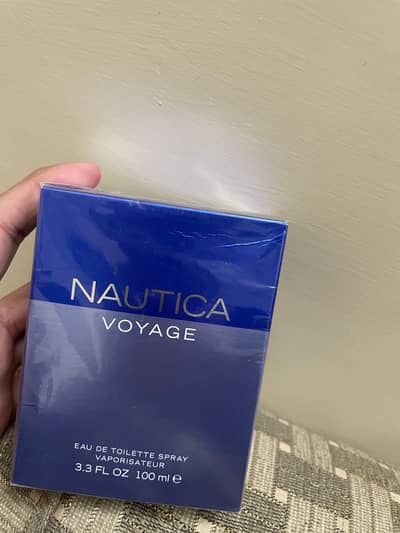 NAUTICA
VOYAGE
EAU DE TOILETTE SPRAY
VAPORISATEUR
3.3 FL OZ 100 ml ℮